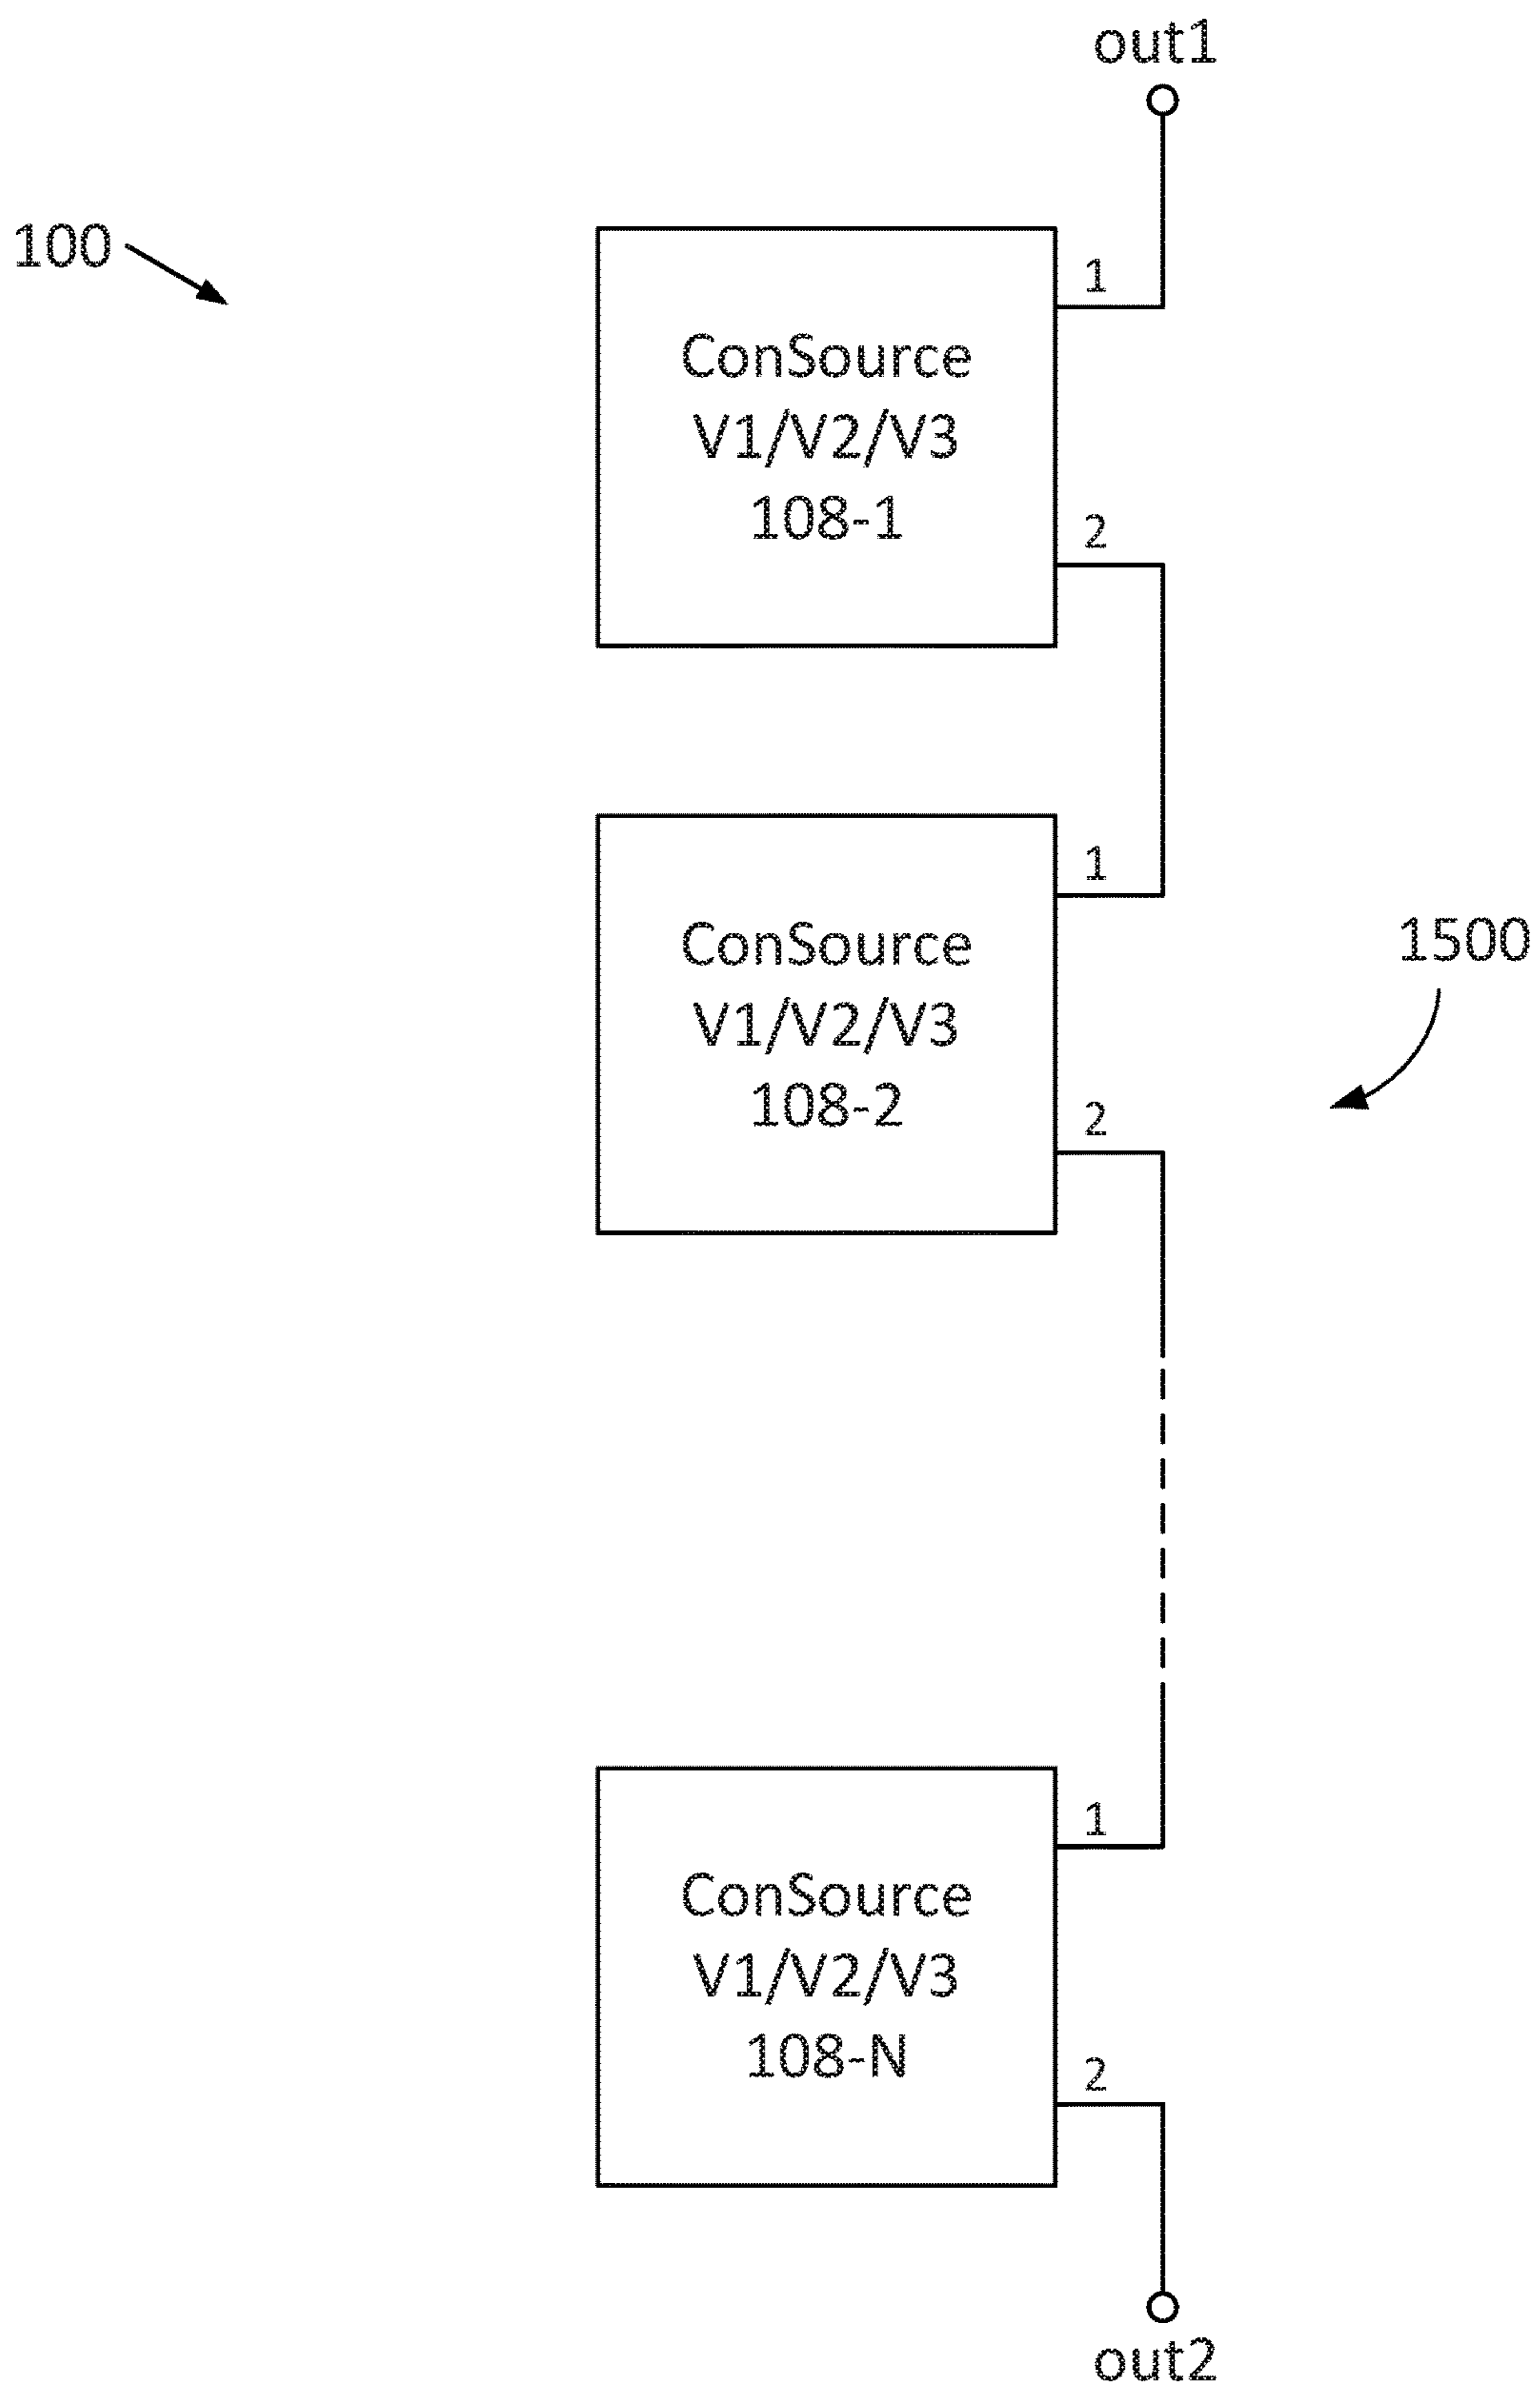 out1
100
1
ConSource
V1/V2/V3
108-1
2
1
ConSource
V1/V2/V3
108-2
1500
2
1
ConSource
V1/V2/V3
108-N
2
out2